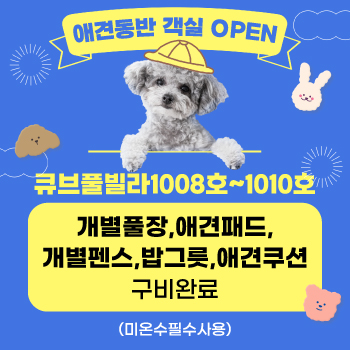 애견동반 객실 OPEN
큐브풀빌라1008호~1010호
개별풀장,애견패드,
개별펜스,밥그릇,애견쿠션
구비완료
(미온수필수사용)